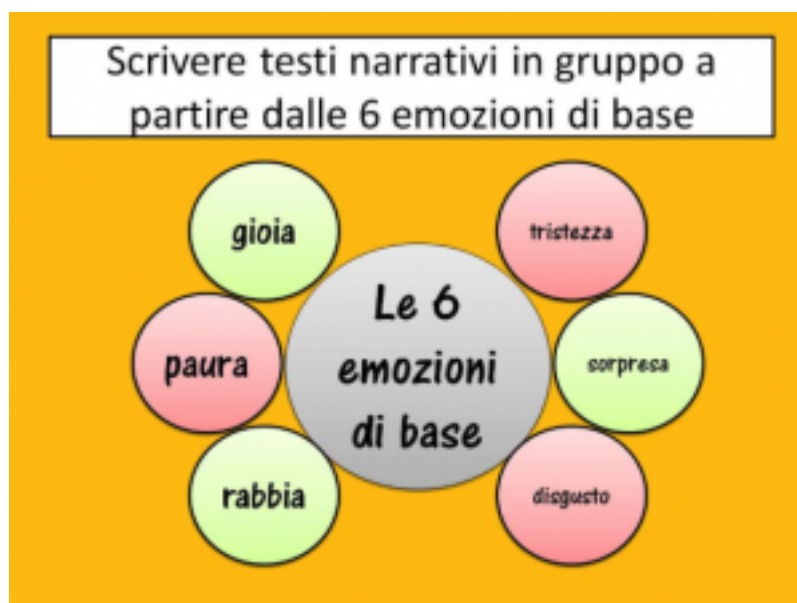 Scrivere testi narrativi in gruppo a
partire dalle 6 emozioni di base
gioia
tristezza
Le 6
emozioni
di base
paura
sorpresa
rabbia
disgusto